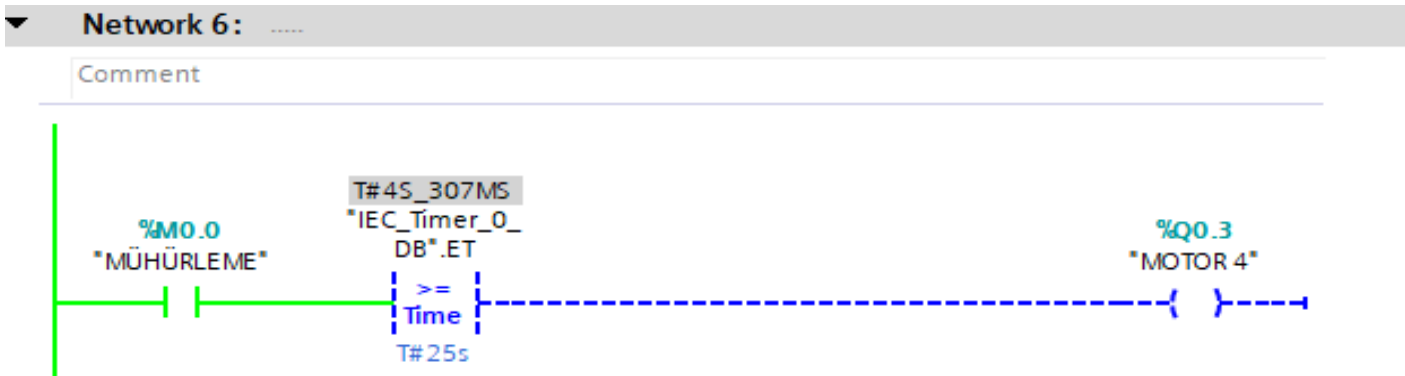 Network 6: .....
Comment
T#4S_307MS
"IEC_Timer_0_
DB".ET
%M0.0
"MÜHÜRLEME"
>=
Time
T#25s
%Q0.3
"MOTOR 4"